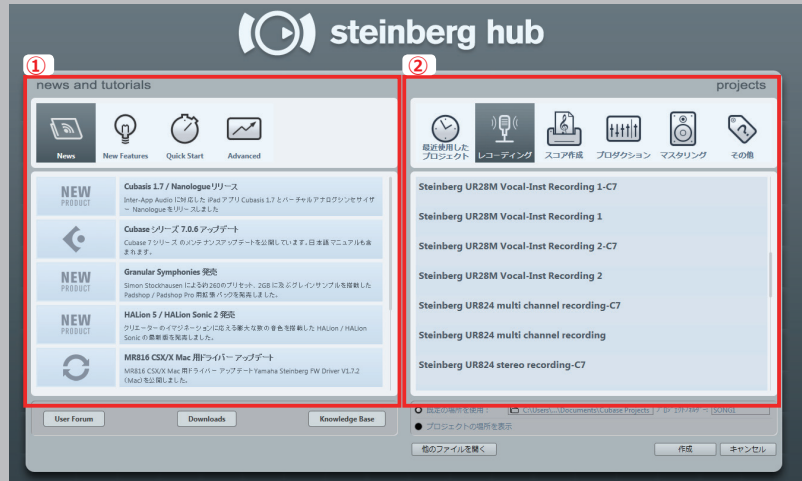 steinberg hub
①
②
news and tutorials
projects
News
New Features
Quick Start
Advanced
最近使用した
プロジェクト
レコーディング
スコア作成
プロダクション
マスタリング
その他
NEW
PRODUCT
Cubasis 1.7 / Nanologueリリース
Inter-App Audio に対応した iPad アプリ Cubasis 1.7 とバーチャルアナログシンセサイザ
ー Nanologue をリリースしました
Cubase シリーズ 7.0.6 アップデート
Cubase 7 シリーズ のメンテナンスアップデートを公開しています。日本語マニュアルも含
まれます。
NEW
PRODUCT
Granular Symphonies 発売
Simon Stockhausen による約260のプリセット、2GB に及ぶグレインサンプルを搭載した
Padshop / Padshop Pro 用拡張パックを発売しました。
NEW
PRODUCT
HALion 5 / HALion Sonic 2 発売
クリエーターのイマジネーションに応える膨大な数の音色を搭載した HALion / HALion
Sonic の最新版を発売しました。
MR816 CSX/X Mac 用ドライバー アップデート
MR816 CSX/X Mac 用ドライバー アップデートYamaha Steinberg FW Driver V1.7.2
(Mac)を公開しました。
Steinberg UR28M Vocal-Inst Recording 1-C7
Steinberg UR28M Vocal-Inst Recording 1
Steinberg UR28M Vocal-Inst Recording 2-C7
Steinberg UR28M Vocal-Inst Recording 2
Steinberg UR824 multi channel recording-C7
Steinberg UR824 multi channel recording
Steinberg UR824 stereo recording-C7
User Forum
Downloads
Knowledge Base
既定の場所を使用：
C:\Users\...\Documents\Cubase Projects
SONG1
プロジェクトの場所を表示
他のファイルを開く
作成
キャンセル